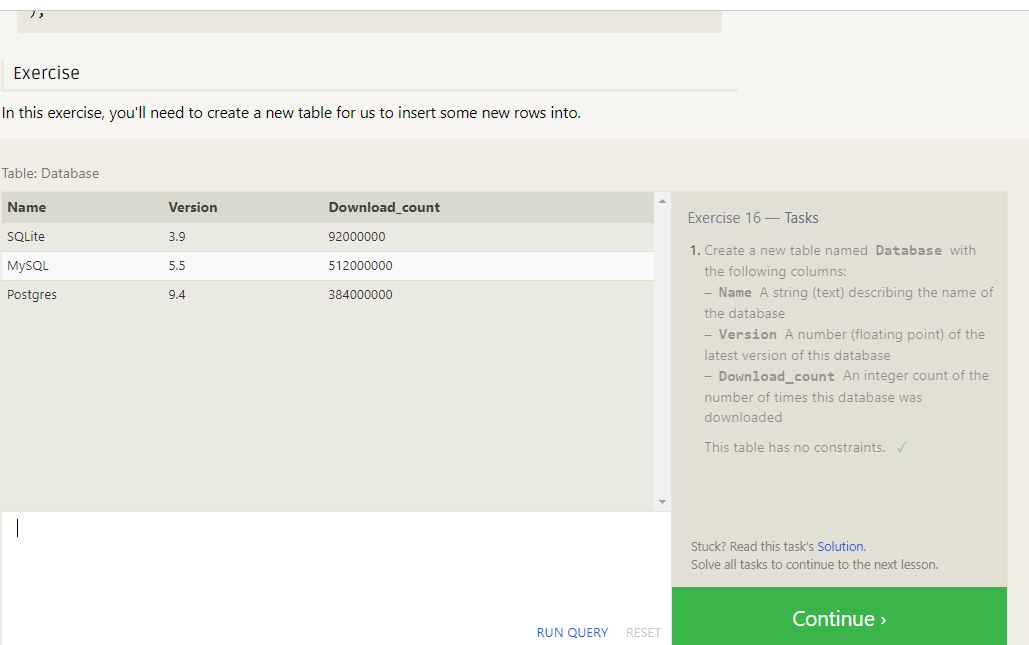 );
Exercise
In this exercise, you'll need to create a new table for us to insert some new rows into.
Table: Database
Name Version Download_count
SQLite 3.9 92000000
MySQL 5.5 512000000
Postgres 9.4 384000000
RUN QUERY RESET
Exercise 16 — Tasks
1. Create a new table named Database with
the following columns:
– Name A string (text) describing the name of
the database
– Version A number (floating point) of the
latest version of this database
– Download_count An integer count of the
number of times this database was
downloaded
This table has no constraints. ✓
Stuck? Read this task's Solution.
Solve all tasks to continue to the next lesson.
Continue ›